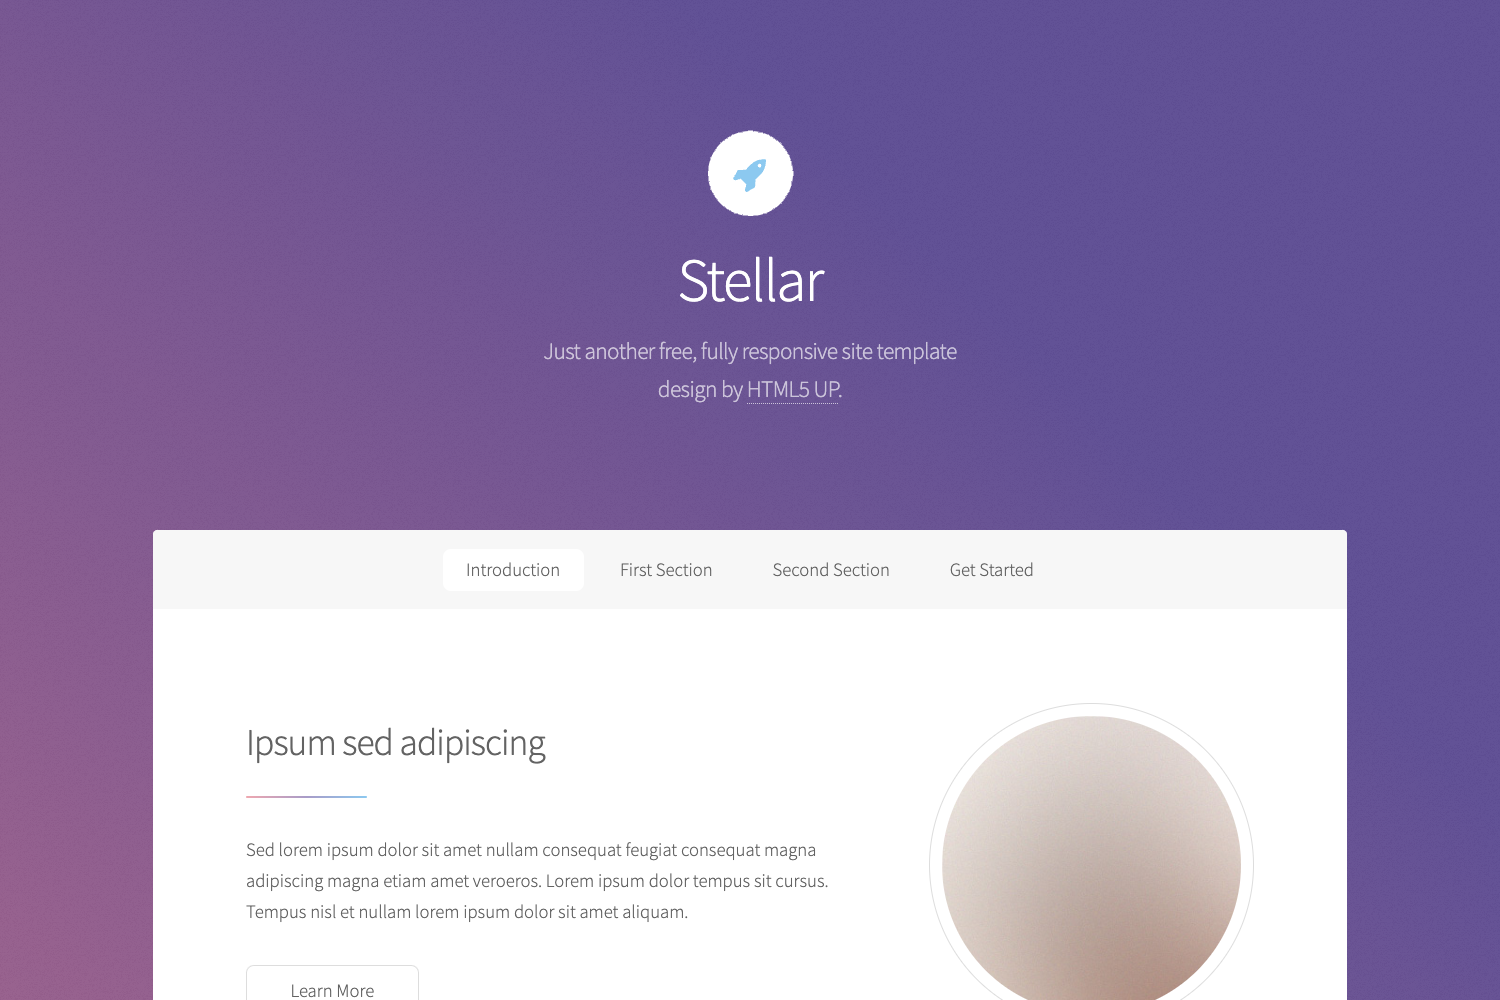 Stellar
Just another free, fully responsive site template
design by HTML5 UP.
Introduction
First Section
Second Section
Get Started
Ipsum sed adipiscing
Sed lorem ipsum dolor sit amet nullam consequat feugiat consequat magna
adipiscing magna etiam amet veroeros. Lorem ipsum dolor tempus sit cursus.
Tempus nisl et nullam lorem ipsum dolor sit amet aliquam.
Learn More